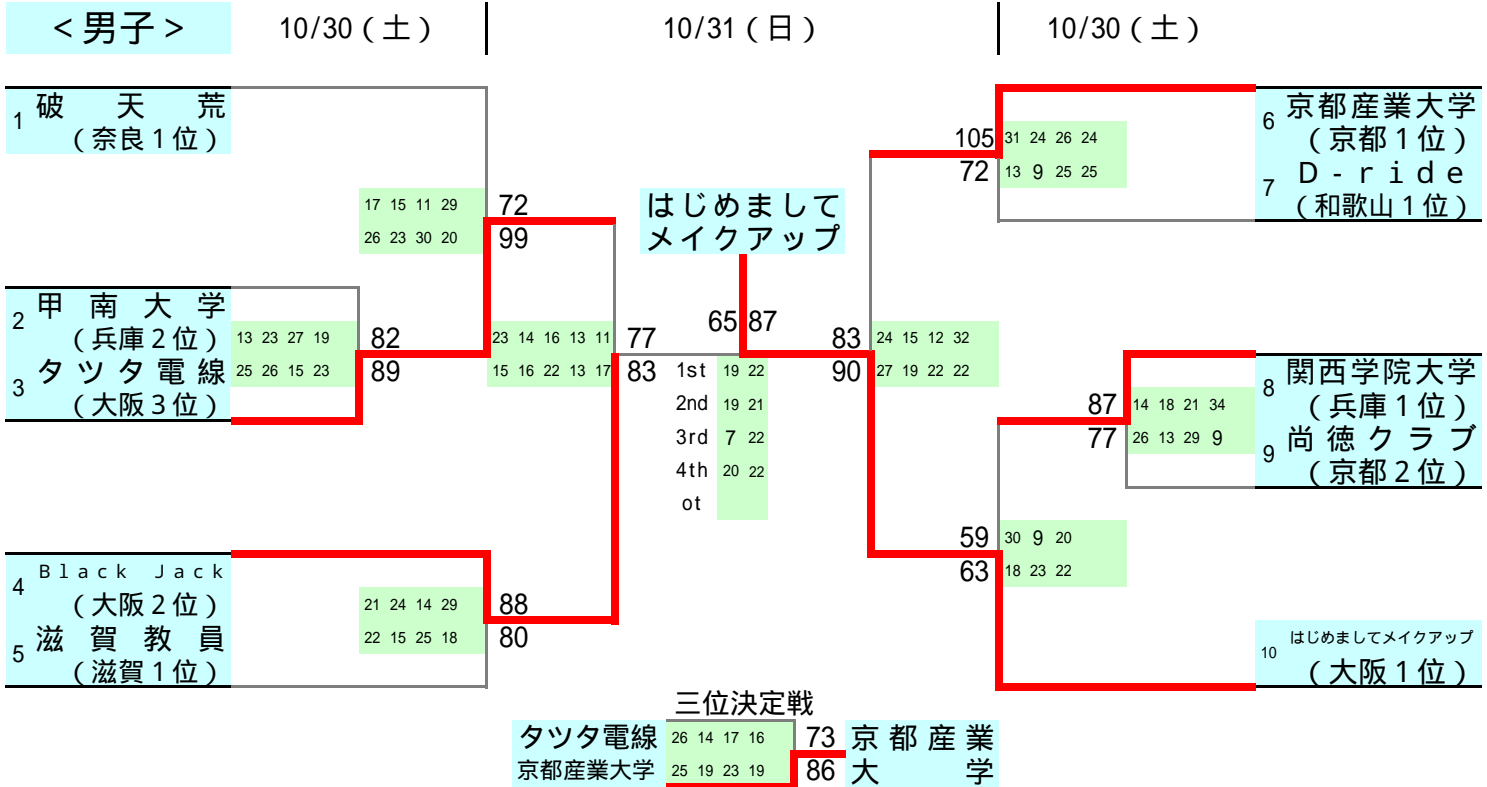 <男子>
10/30(土)
10/31(日)
10/30(土)
1 破天荒
(奈良1位)
17 15 11 29
26 23 30 20
72
99
2 甲南大学
(兵庫2位)
3 タツタ電線
(大阪3位)
13 23 27 19
25 26 15 23
82
89
23 14 16 13 11
15 16 22 13 17
77
83
4 Black Jack
(大阪2位)
5 滋賀教員
(滋賀1位)
21 24 14 29
22 15 25 18
88
80
はじめまして
メイクアップ
65 87
1st 19 22
2nd 19 21
3rd 7 22
4th 20 22
ot
105
72
31 24 26 24
13 9 25 25
6 京都産業大学
(京都1位)
7 D-ride
(和歌山1位)
83
90
24 15 12 32
27 19 22 22
87
77
14 18 21 34
26 13 29 9
8 関西学院大学
(兵庫1位)
9 尚徳クラブ
(京都2位)
59
63
30 9 20
18 23 22
10 はじめましてメイクアップ
(大阪1位)
三位決定戦
タツタ電線 26 14 17 16 73
京都産業大学 25 19 23 19 86
京都産業
大学